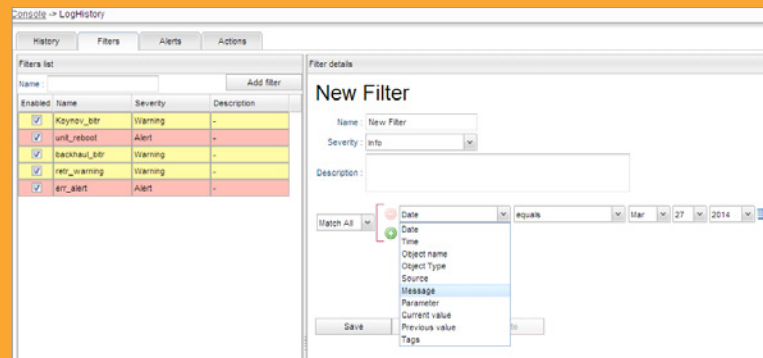 Console -> LogHistory
History Filters Alerts Actions
Filters list
Name : Add filter
Enabled Name Severity Description
Keynov_bitr Warning -
unit_reboot Alert -
backhaul_bitr Warning -
retr_warning Warning -
err_alert Alert -
Filter details
New Filter
Name : New Filter
Severity : Info
Description :
Match All Date equals Mar 27 2014
Date
Time
Object name
Object Type
Source
Message
Parameter
Current value
Previous value
Tags
Save